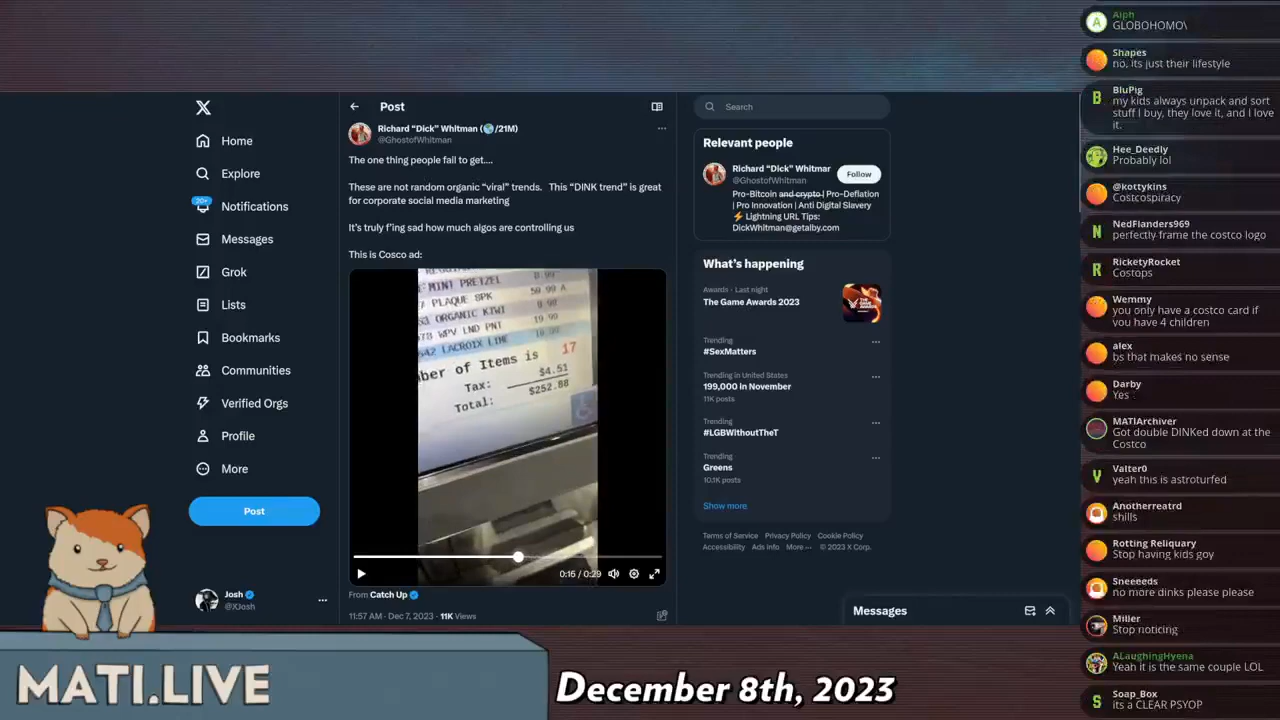 X
Home
Explore
20+
Notifications
Messages
Grok
Lists
Bookmarks
Communities
Verified Orgs
Profile
More
Post
Josh
@XJosh
Post
Richard “Dick” Whitman (🌎/21M)
@GhostofWhitman
The one thing people fail to get....
These are not random organic “viral” trends. This “DINK trend” is great
for corporate social media marketing
It’s truly f’ing sad how much algos are controlling us
This is Cosco ad:
MINT PRETZEL
PLAQUE 8PK 50.99 A
ORGANIC KIWI
WPV LND PNT 19.99
LACROIX LIME
ber of Items is 17
Tax: $4.51
Total: $252.88
0:16 / 0:29
From Catch Up
11:57 AM · Dec 7, 2023 · 11K Views
Search
Relevant people
Richard “Dick” Whitmar
Follow
@GhostofWhitman
Pro-Bitcoin and crypto | Pro-Deflation
| Pro Innovation | Anti Digital Slavery
⚡ Lightning URL Tips:
DickWhitman@getalby.com
What’s happening
Awards · Last night
The Game Awards 2023
Trending
#SexMatters
Trending in United States
199,000 in November
11K posts
Trending
#LGBWithoutTheT
Trending
Greens
10.1K posts
Show more
Terms of Service Privacy Policy Cookie Policy
Accessibility Ads info More ··· © 2023 X Corp.
Messages
A
Alph
GLOBOHOMO\
Shapes
no, its just their lifestyle
B
BluPig
my kids always unpack and sort
stuff I buy, they love it, and I love
it.
Hee_Deedly
Probably lol
@kottykins
Costcospiracy
N
NedFlanders969
perfectly frame the costco logo
R
RicketyRocket
Costops
Wemmy
you only have a costco card if
you have 4 children
alex
bs that makes no sense
Darby
Yes .
MATIArchiver
Got double DINKed down at the
Costco
V
Valter0
yeah this is astroturfed
Anotherreatrd
shills
Rotting Reliquary
Stop having kids goy
Sneeeds
no more dinks please please
Miller
Stop noticing
ALaughingHyena
Yeah it is the same couple LOL
S
Soap_Box
its a CLEAR PSYOP
MATI.LIVE
December 8th, 2023